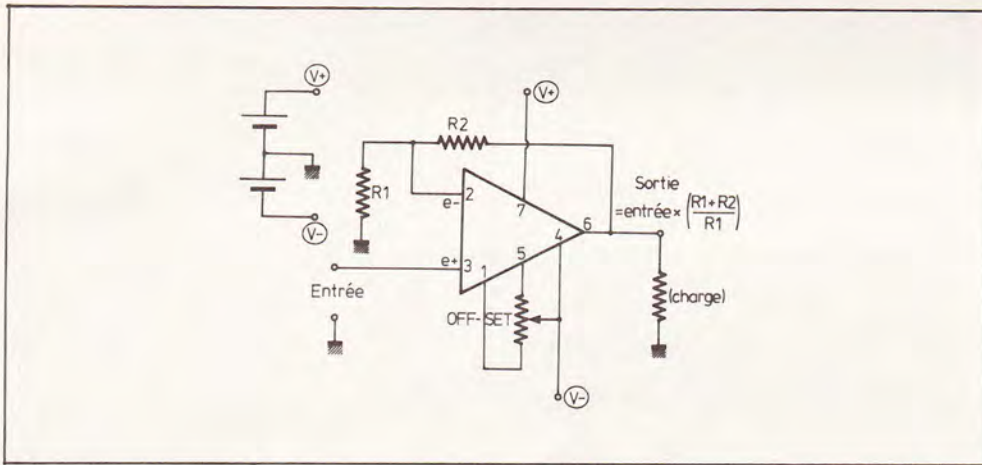 V+
V+
R2
R1
e-
2
7
Sortie
=entrée×(R1+R2/R1)
6
4
e+
3
1
5
Entrée
OFF-SET
(charge)
V-
V-